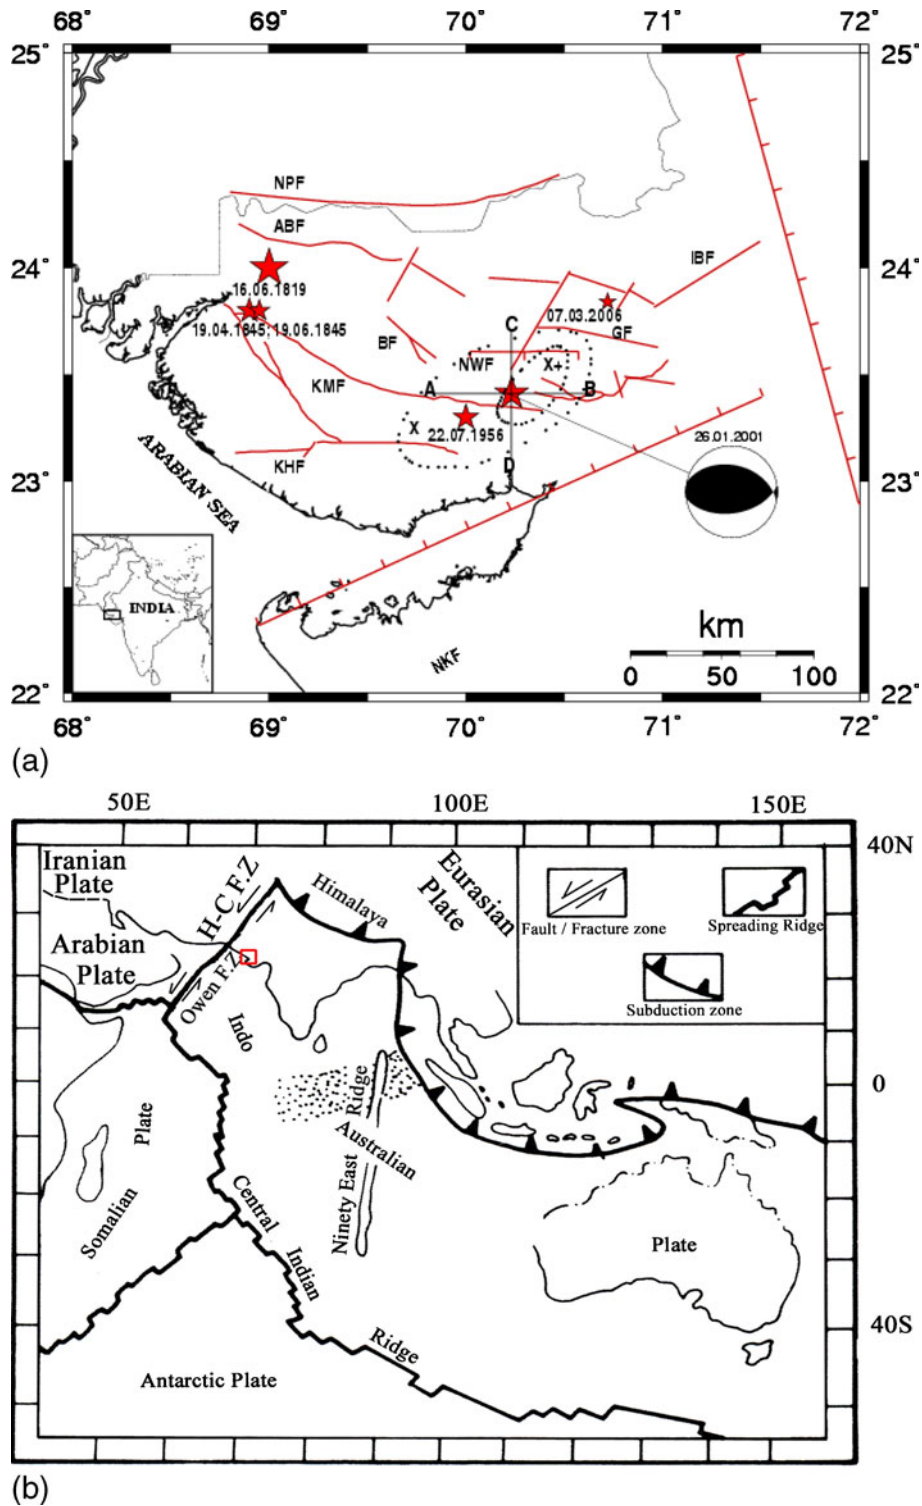 68° 69° 70° 71° 72°
25° 25°
NPF
ABF
24° 24°
IBF
16.06.1819
07.03.2006
19.04.1845; 19.06.1845
C
GF
BF
NWF X+
KMF A B
X 22.07.1956 26.01.2001
KHF D
23° 23°
ARABIAN SEA
INDIA
km
NKF
0 50 100
22° 22°
68° 69° 70° 71° 72°
(a)
50E 100E 150E
40N
Iranian
Plate
H-C F.Z
Himalaya
Eurasian
Plate
Fault / Fracture zone
Spreading Ridge
Arabian
Plate
Owen F.Z
Subduction zone
Indo
0
Ninety East Ridge
Australian
Somalian Plate
Central Indian Ridge
Plate
40S
Antarctic Plate
(b)